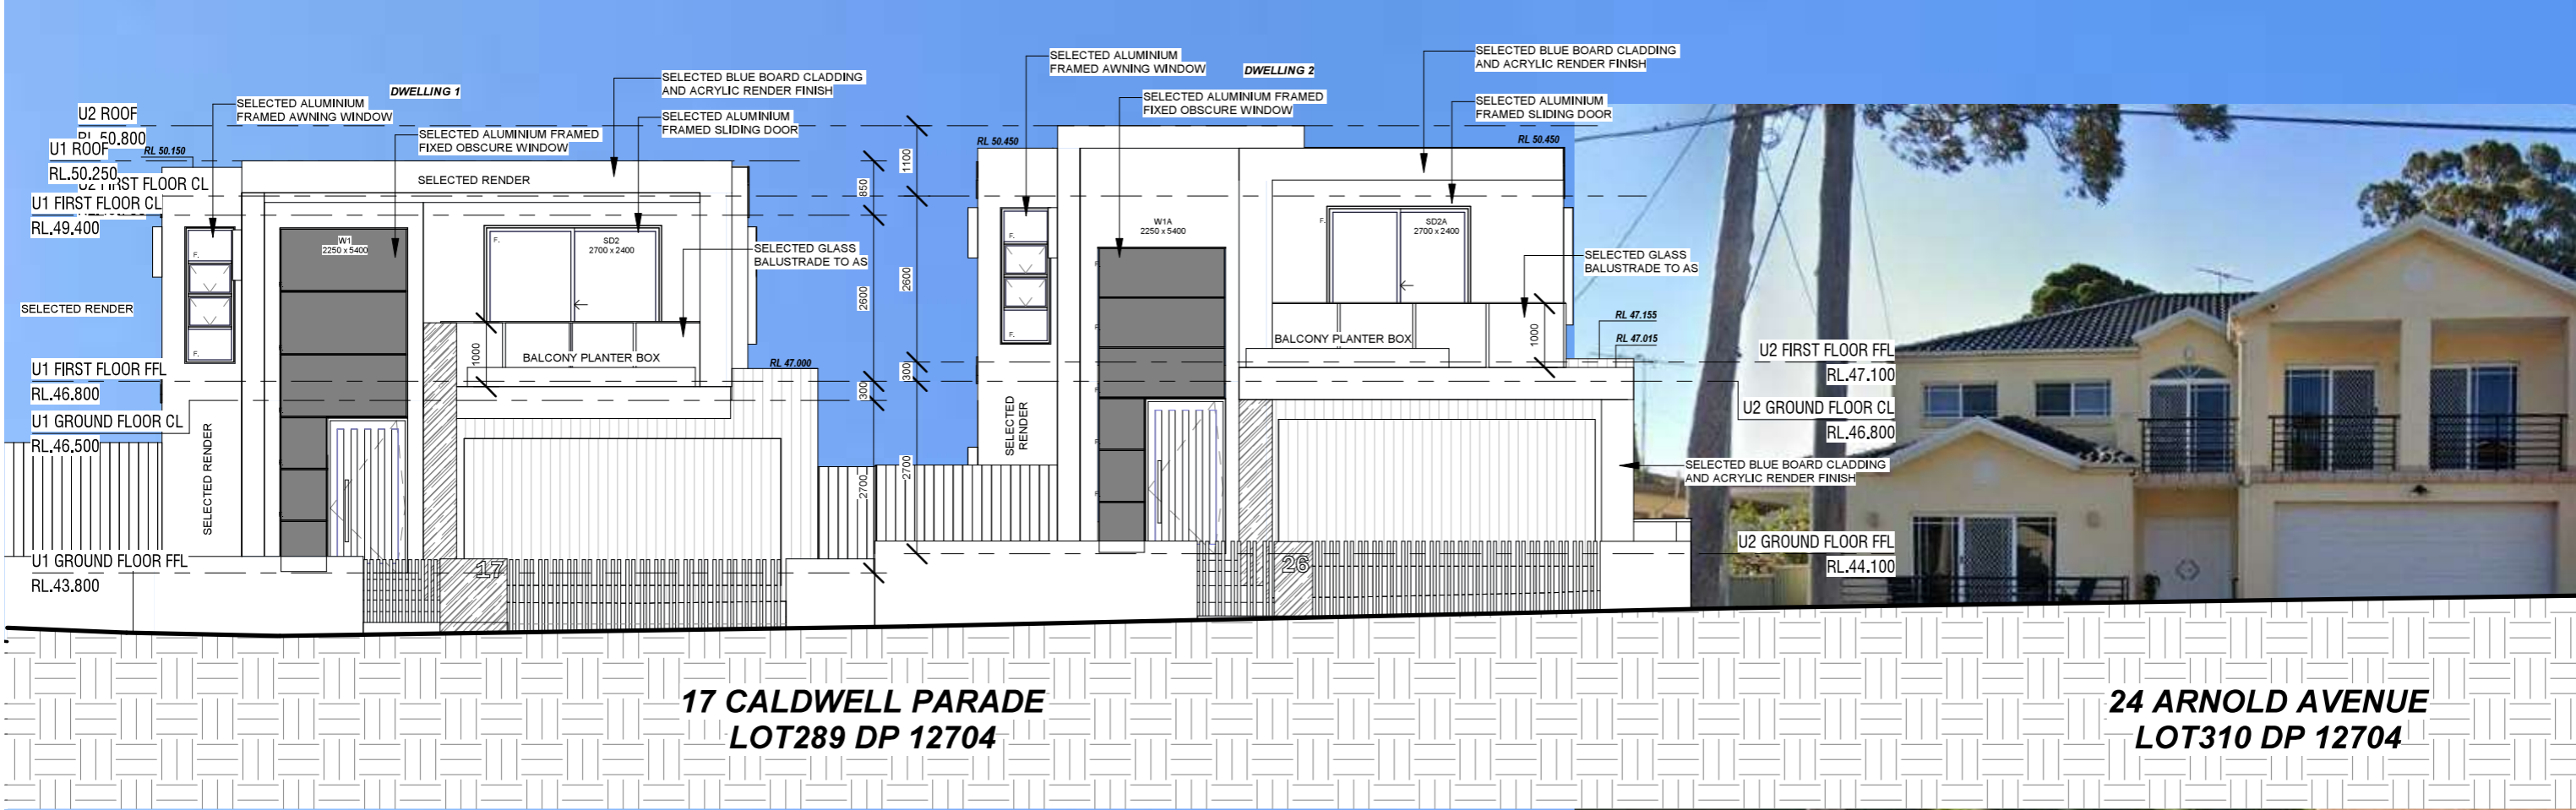 U2 ROOF
RL.50.800
U1 ROOF
RL.50.250
RL 50.150
U2 FIRST FLOOR CL
U1 FIRST FLOOR CL
RL.49.400
SELECTED RENDER
U1 FIRST FLOOR FFL
RL.46.800
U1 GROUND FLOOR CL
RL.46.500
U1 GROUND FLOOR FFL
RL.43.800
SELECTED ALUMINIUM
FRAMED AWNING WINDOW
DWELLING 1
SELECTED ALUMINIUM FRAMED
FIXED OBSCURE WINDOW
SELECTED BLUE BOARD CLADDING
AND ACRYLIC RENDER FINISH
SELECTED ALUMINIUM
FRAMED SLIDING DOOR
SELECTED RENDER
F.
F.
W1
2250 x 5400
F.
SD2
2700 x 2400
SELECTED GLASS
BALUSTRADE TO AS
1000
BALCONY PLANTER BOX
RL 47.000
SELECTED RENDER
17
850
2600
300
2700
1100
2600
300
2700
SELECTED ALUMINIUM
FRAMED AWNING WINDOW
DWELLING 2
SELECTED ALUMINIUM FRAMED
FIXED OBSCURE WINDOW
SELECTED BLUE BOARD CLADDING
AND ACRYLIC RENDER FINISH
SELECTED ALUMINIUM
FRAMED SLIDING DOOR
RL 50.450
RL 50.450
F.
F.
W1A
2250 x 5400
F.
SD2A
2700 x 2400
SELECTED GLASS
BALUSTRADE TO AS
BALCONY PLANTER BOX
1000
RL 47.155
RL 47.015
SELECTED
RENDER
26
U2 FIRST FLOOR FFL
RL.47.100
U2 GROUND FLOOR CL
RL.46.800
SELECTED BLUE BOARD CLADDING
AND ACRYLIC RENDER FINISH
U2 GROUND FLOOR FFL
RL.44.100
17 CALDWELL PARADE
LOT289 DP 12704
24 ARNOLD AVENUE
LOT310 DP 12704